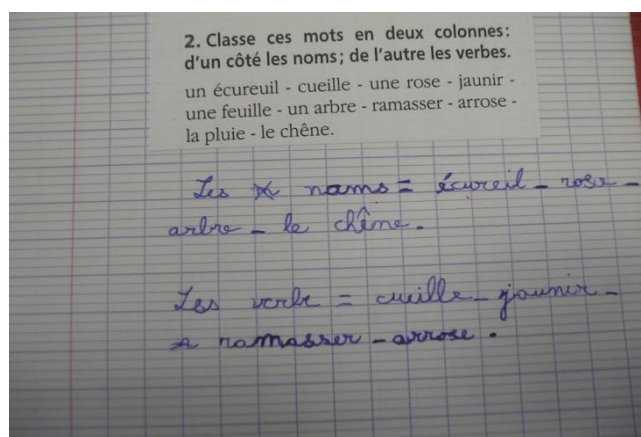 2. Classe ces mots en deux colonnes:
d'un côté les noms; de l'autre les verbes.
un écureuil - cueille - une rose - jaunir -
une feuille - un arbre - ramasser - arrose -
la pluie - le chêne.
Les noms = écureil - rose -
arbre - le chême.
Les verbe = cueille - jaunir -
ramasser - arrose.